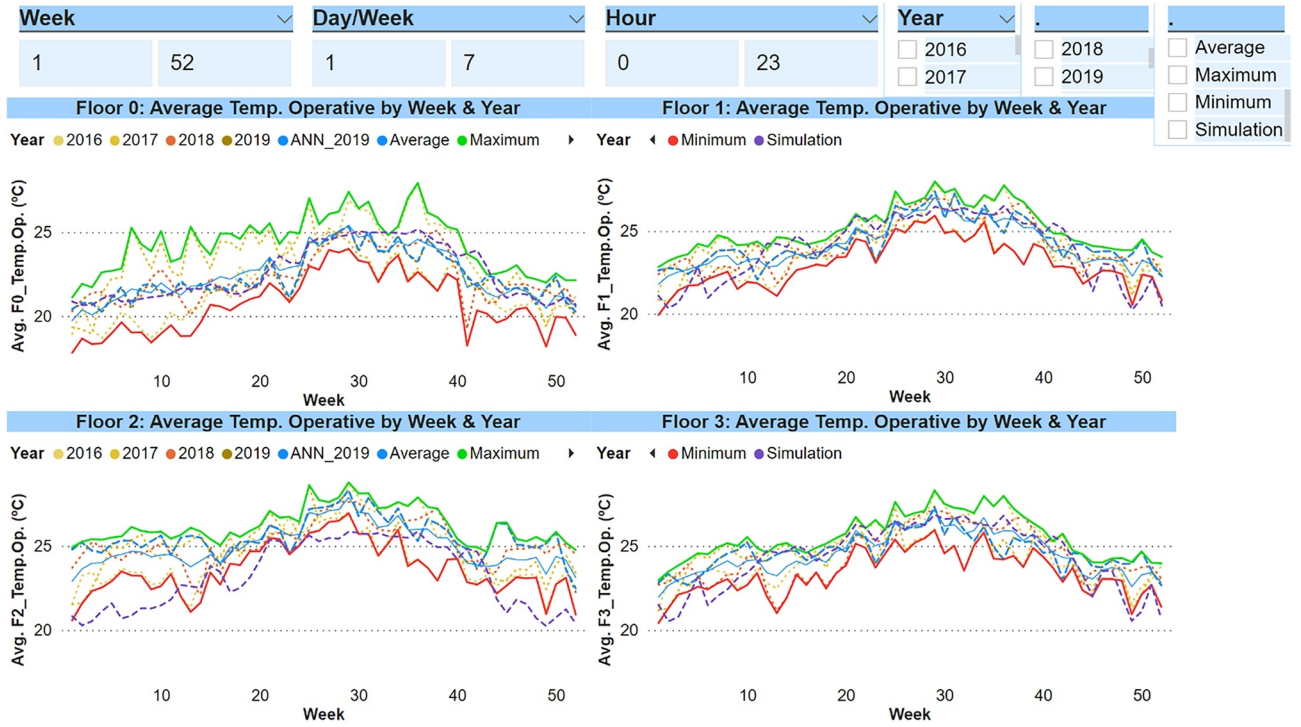 Week Day/Week Hour Year . .
1 52 1 7 0 23
2016 2018 Average
2017 2019 Maximum
Minimum
Simulation
Floor 0: Average Temp. Operative by Week & Year
Year 2016 2017 2018 2019 ANN_2019 Average Maximum
Avg. F0_Temp.Op. (ºC)
25
20
10 20 30 40 50
Week
Floor 1: Average Temp. Operative by Week & Year
Year Minimum Simulation
Avg. F1_Temp.Op. (ºC)
25
20
10 20 30 40 50
Week
Floor 2: Average Temp. Operative by Week & Year
Year 2016 2017 2018 2019 ANN_2019 Average Maximum
Avg. F2_Temp.Op. (ºC)
25
20
10 20 30 40 50
Week
Floor 3: Average Temp. Operative by Week & Year
Year Minimum Simulation
Avg. F3_Temp.Op. (ºC)
25
20
10 20 30 40 50
Week